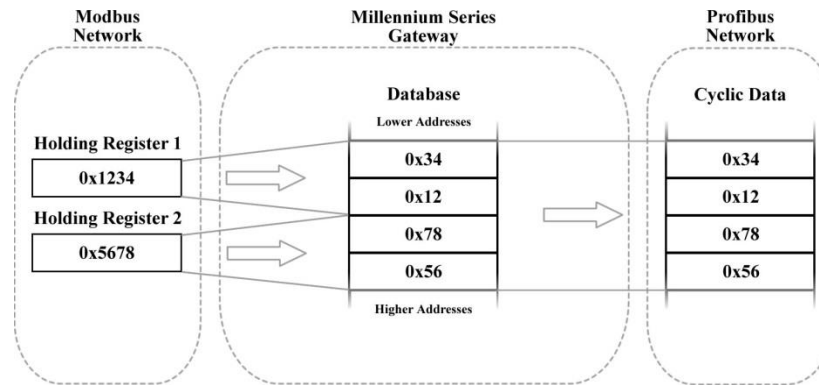 Modbus
Network
Millennium Series
Gateway
Profibus
Network
Database
Cyclic Data
Lower Addresses
Holding Register 1
0x1234
0x34
0x34
0x12
0x12
Holding Register 2
0x5678
0x78
0x78
0x56
0x56
Higher Addresses